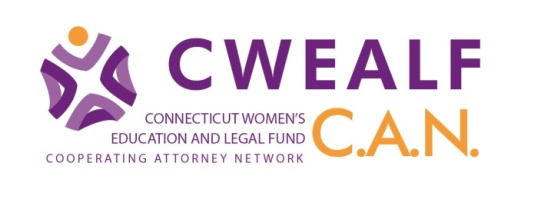 CWEALF
CONNECTICUT WOMEN'S
EDUCATION AND LEGAL FUND
C.A.N.
COOPERATING ATTORNEY NETWORK